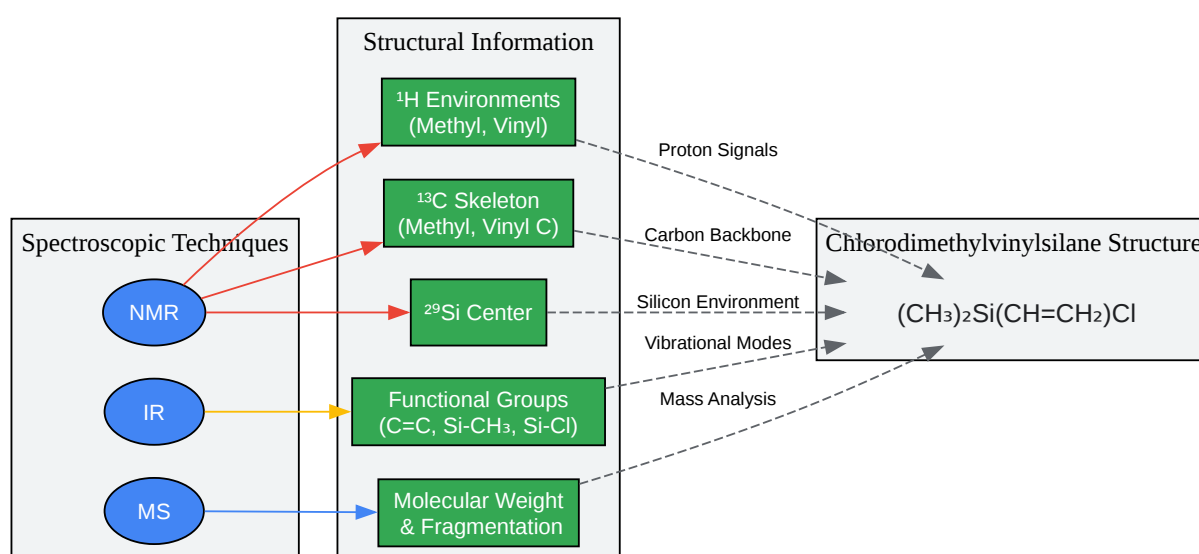 Spectroscopic Techniques
NMR
IR
MS
Structural Information
¹H Environments
(Methyl, Vinyl)
¹³C Skeleton
(Methyl, Vinyl C)
²⁹Si Center
Functional Groups
(C=C, Si-CH₃, Si-Cl)
Molecular Weight
& Fragmentation
Proton Signals
Carbon Backbone
Silicon Environment
Vibrational Modes
Mass Analysis
Chlorodimethylvinylsilane Structure
(CH₃)₂Si(CH=CH₂)Cl